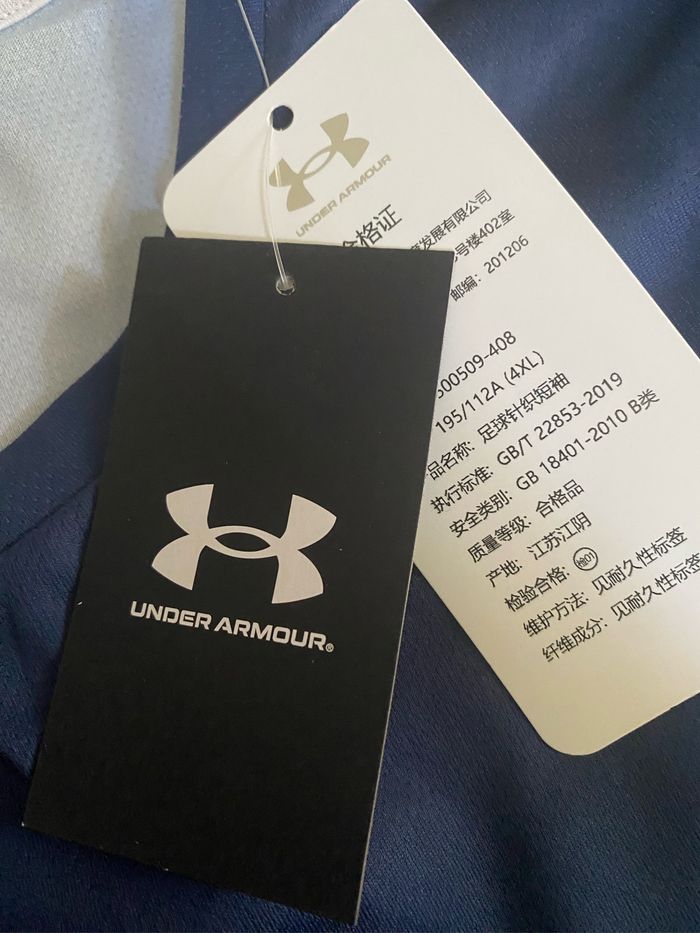 UNDER ARMOUR
合格证
发展有限公司
号楼402室
邮编: 201206
500509-408
195/112A (4XL)
品名称: 足球针织短袖
执行标准: GB/T 22853-2019
安全类别: GB 18401-2010 B类
质量等级: 合格品
产地: 江苏江阴
检验合格: 检01
维护方法: 见耐久性标签
纤维成分: 见耐久性标签
UNDER ARMOUR®